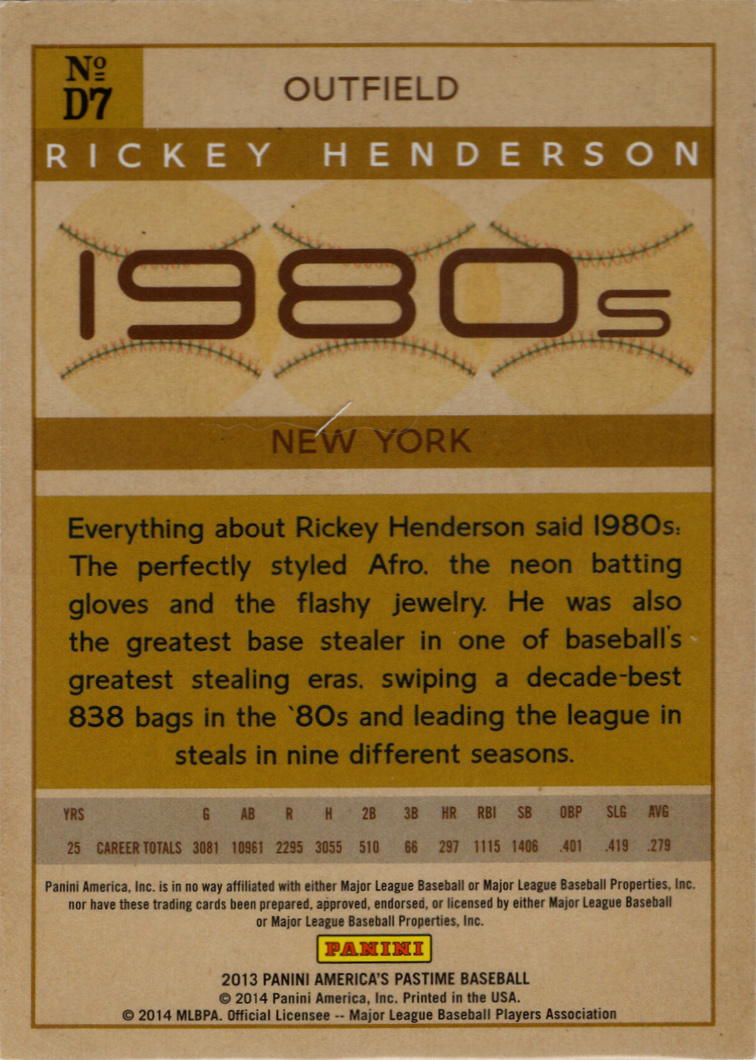 Nº
D7
OUTFIELD
RICKEY HENDERSON
1980s
NEW YORK
Everything about Rickey Henderson said 1980s:
The perfectly styled Afro, the neon batting
gloves and the flashy jewelry. He was also
the greatest base stealer in one of baseball's
greatest stealing eras, swiping a decade-best
838 bags in the `80s and leading the league in
steals in nine different seasons.
YRS G AB R H 2B 3B HR RBI SB OBP SLG AVG
25 CAREER TOTALS 3081 10961 2295 3055 510 66 297 1115 1406 .401 .419 .279
Panini America, Inc. is in no way affiliated with either Major League Baseball or Major League Baseball Properties, Inc.
nor have these trading cards been prepared, approved, endorsed, or licensed by either Major League Baseball
or Major League Baseball Properties, Inc.
PANINI
2013 PANINI AMERICA'S PASTIME BASEBALL
© 2014 Panini America, Inc. Printed in the USA.
© 2014 MLBPA. Official Licensee -- Major League Baseball Players Association